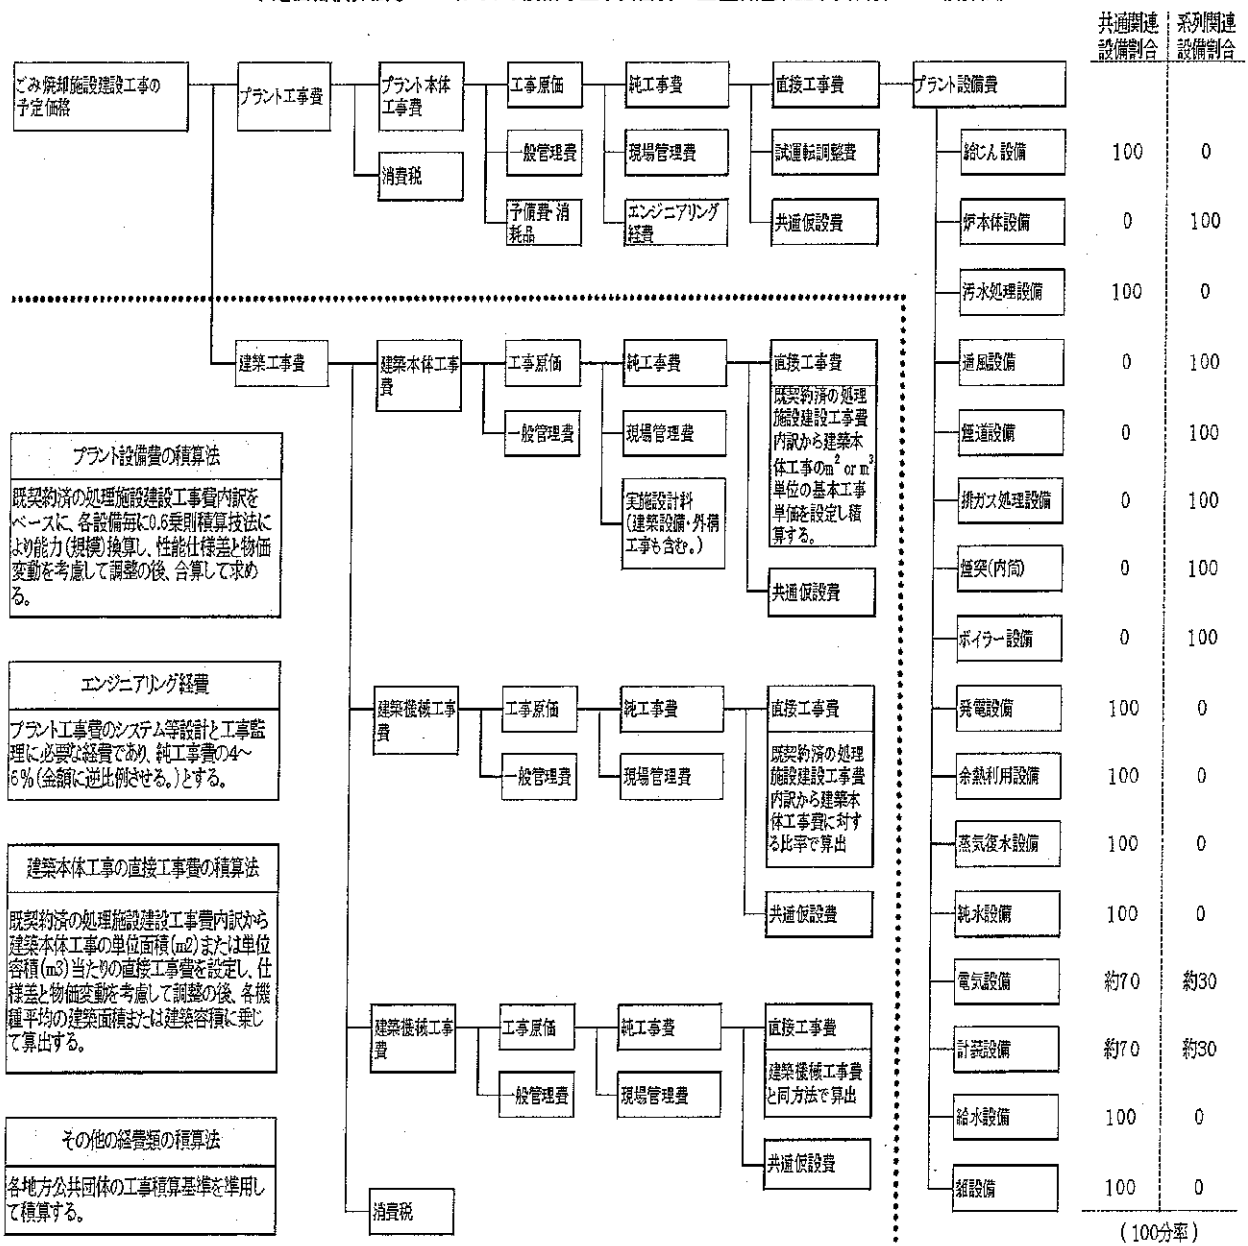 共通関連 系列関連
設備割合 設備割合
ごみ焼却施設建設工事の
予定価格
プラント工事費
プラント本体
工事費
工事原価
純工事費
直接工事費
プラント設備費
一般管理費
現場管理費
試運転調整費
消費税
予備費・消
耗品
エンジニアリング
経費
共通仮設費
給じん設備 100 0
炉本体設備 0 100
汚水処理設備 100 0
通風設備 0 100
煙道設備 0 100
排ガス処理設備 0 100
煙突(内筒) 0 100
ボイラー設備 0 100
発電設備 100 0
余熱利用設備 100 0
蒸気復水設備 100 0
純水設備 100 0
電気設備 約70 約30
計装設備 約70 約30
給水設備 100 0
雑設備 100 0
(100分率)
建築工事費
建築本体工事
費
工事原価
純工事費
直接工事費
既契約済の処理
施設建設工事費
内訳から建築本
体工事のm² or m³
単位の基本工事
単価を設定し積
算する。
一般管理費
現場管理費
実施設計料
(建築設備・外構
工事も含む。)
共通仮設費
建築機械工事
費
工事原価
純工事費
直接工事費
既契約済の処理
施設建設工事費
内訳から建築本
体工事費に対す
る比率で算出
一般管理費
現場管理費
共通仮設費
建築機械工事
費
工事原価
純工事費
直接工事費
建築機械工事費
と同方法で算出
一般管理費
現場管理費
共通仮設費
消費税
プラント設備費の積算法
既契約済の処理施設建設工事費内訳を
ベースに、各設備毎に0.6乗則積算技法に
より能力(規模)換算し、性能仕様差と物価
変動を考慮して調整の後、合算して求め
る。
エンジニアリング経費
プラント工事費のシステム等設計と工事監
理に必要な経費であり、純工事費の4～
6%(金額に逆比例させる。)とする。
建築本体工事の直接工事費の積算法
既契約済の処理施設建設工事費内訳から
建築本体工事の単位面積(m2)または単位
容積(m3)当たりの直接工事費を設定し、仕
様差と物価変動を考慮して調整の後、各機
種平均の建築面積または建築容積に乗じ
て算出する。
その他の経費類の積算法
各地方公共団体の工事積算基準を準用し
て積算する。